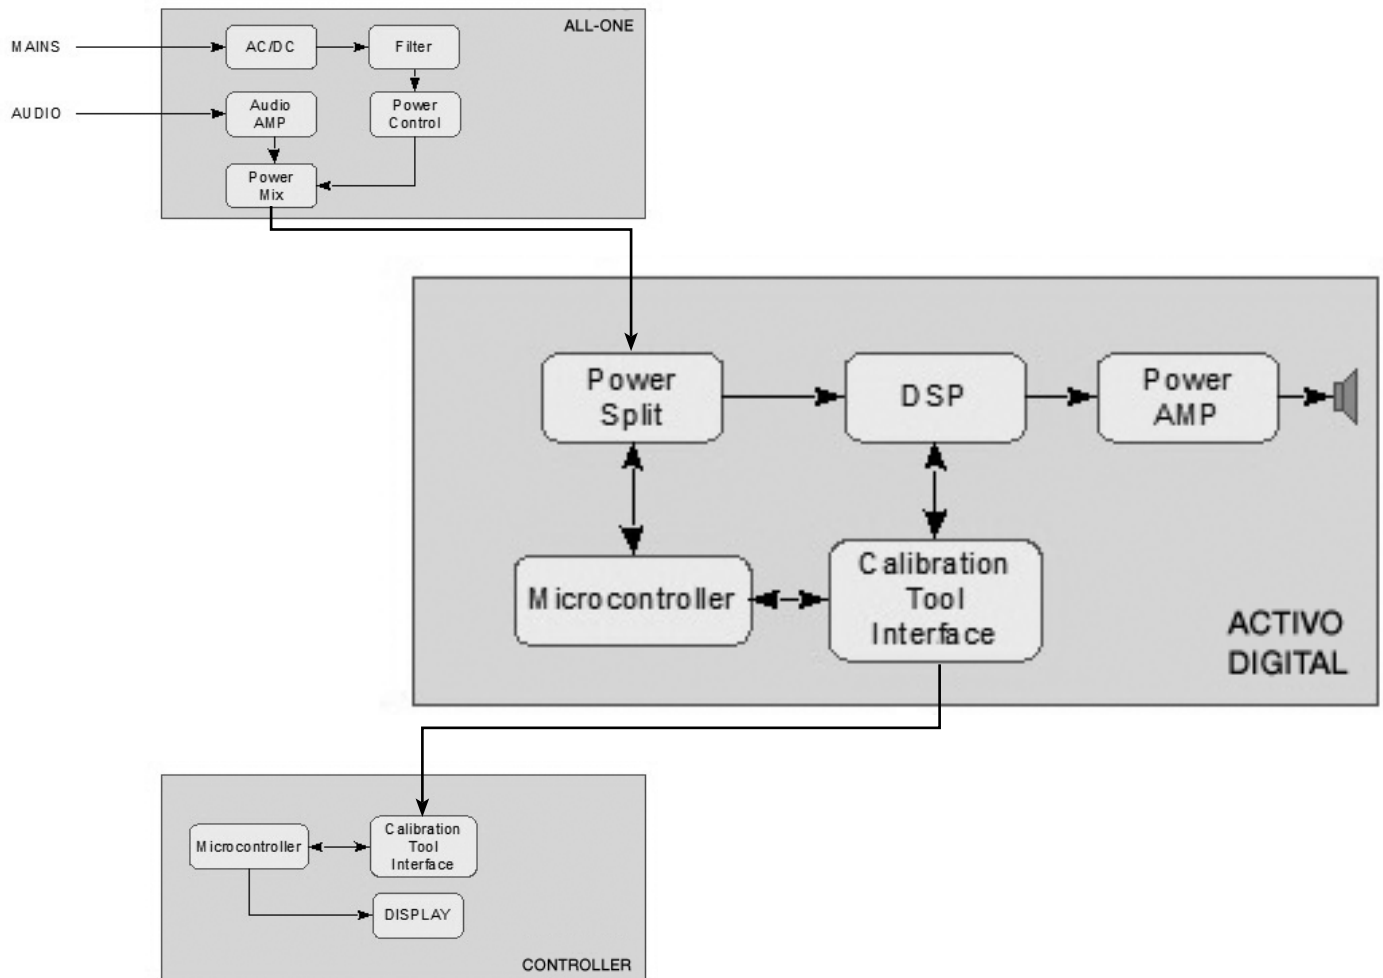 ALL-ONE
MAINS
AC/DC
Filter
AUDIO
Audio
AMP
Power
Control
Power
Mix
Power
Split
DSP
Power
AMP
Microcontroller
Calibration
Tool
Interface
ACTIVO
DIGITAL
Microcontroller
Calibration
Tool
Interface
DISPLAY
CONTROLLER